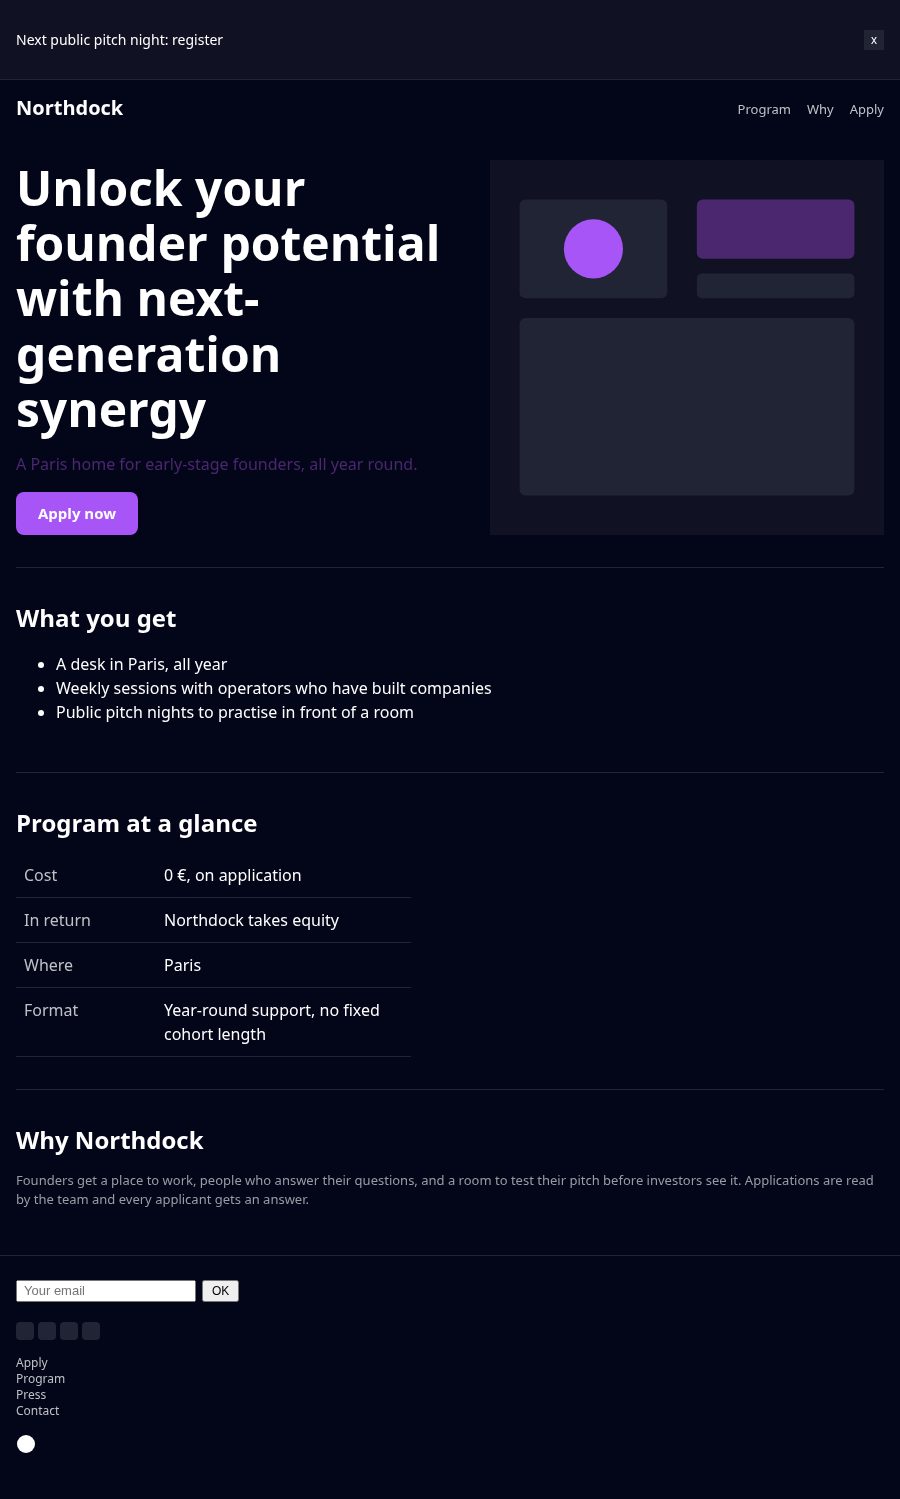 Next public pitch night: register
x
Northdock
Program Why Apply
Unlock your
founder potential
with next-
generation
synergy
A Paris home for early-stage founders, all year round.
Apply now
What you get
A desk in Paris, all year
Weekly sessions with operators who have built companies
Public pitch nights to practise in front of a room
Program at a glance
Cost 0 €, on application
In return Northdock takes equity
Where Paris
Format Year-round support, no fixed
cohort length
Why Northdock
Founders get a place to work, people who answer their questions, and a room to test their pitch before investors see it. Applications are read
by the team and every applicant gets an answer.
Your email OK
Apply
Program
Press
Contact